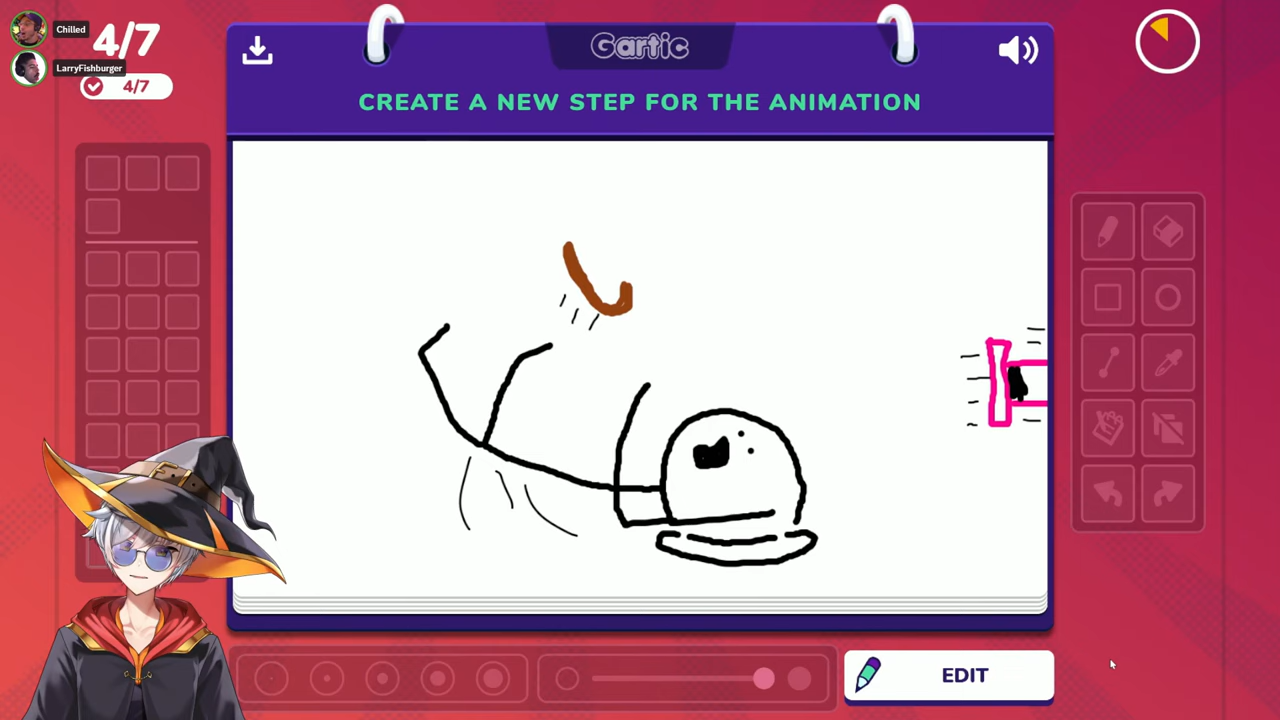 Chilled
4/7
LarryFishburger
4/7
Gartic
CREATE A NEW STEP FOR THE ANIMATION
EDIT